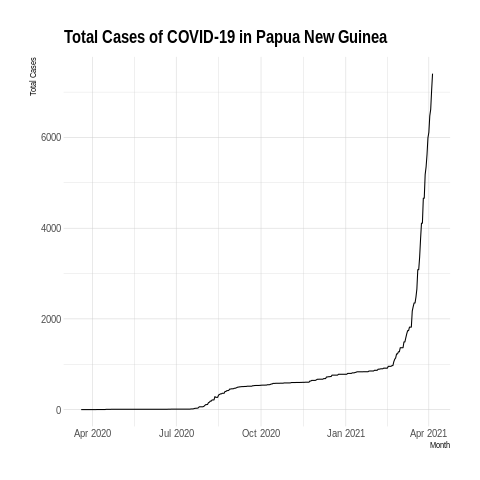 Total Cases of COVID-19 in Papua New Guinea
Total Cases
6000
4000
2000
0
Apr 2020 Jul 2020 Oct 2020 Jan 2021 Apr 2021
Month